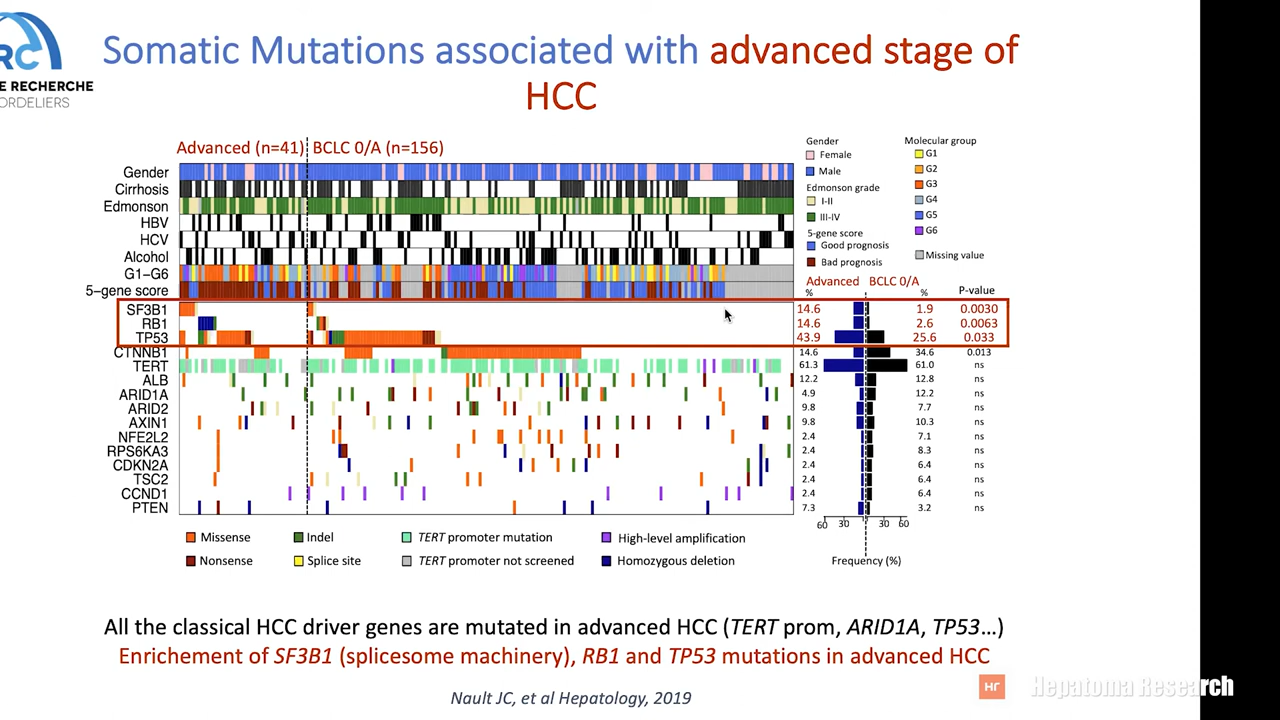 RC
E RECHERCHE
ORDELIERS
Somatic Mutations associated with advanced stage of
HCC
Advanced (n=41) BCLC 0/A (n=156)
Gender
Cirrhosis
Edmonson
HBV
HCV
Alcohol
G1-G6
5-gene score
Gender
Female
Male
Edmonson grade
I-II
III-IV
5-gene score
Good prognosis
Bad prognosis
Molecular group
G1
G2
G3
G4
G5
G6
Missing value
Advanced BCLC 0/A
% % P-value
SF3B1 14.6 1.9 0.0030
RB1 14.6 2.6 0.0063
TP53 43.9 25.6 0.033
CTNNB1 14.6 34.6 0.013
TERT 61.3 61.0 ns
ALB 12.2 12.8 ns
ARID1A 4.9 12.2 ns
ARID2 9.8 7.7 ns
AXIN1 9.8 10.3 ns
NFE2L2 2.4 7.1 ns
RPS6KA3 2.4 8.3 ns
CDKN2A 2.4 6.4 ns
TSC2 2.4 6.4 ns
CCND1 2.4 6.4 ns
PTEN 7.3 3.2 ns
60 30 30 60
Frequency (%)
Missense Indel TERT promoter mutation High-level amplification
Nonsense Splice site TERT promoter not screened Homozygous deletion
All the classical HCC driver genes are mutated in advanced HCC (TERT prom, ARID1A, TP53...)
Enrichement of SF3B1 (splicesome machinery), RB1 and TP53 mutations in advanced HCC
Nault JC, et al Hepatology, 2019
Hepatoma Research